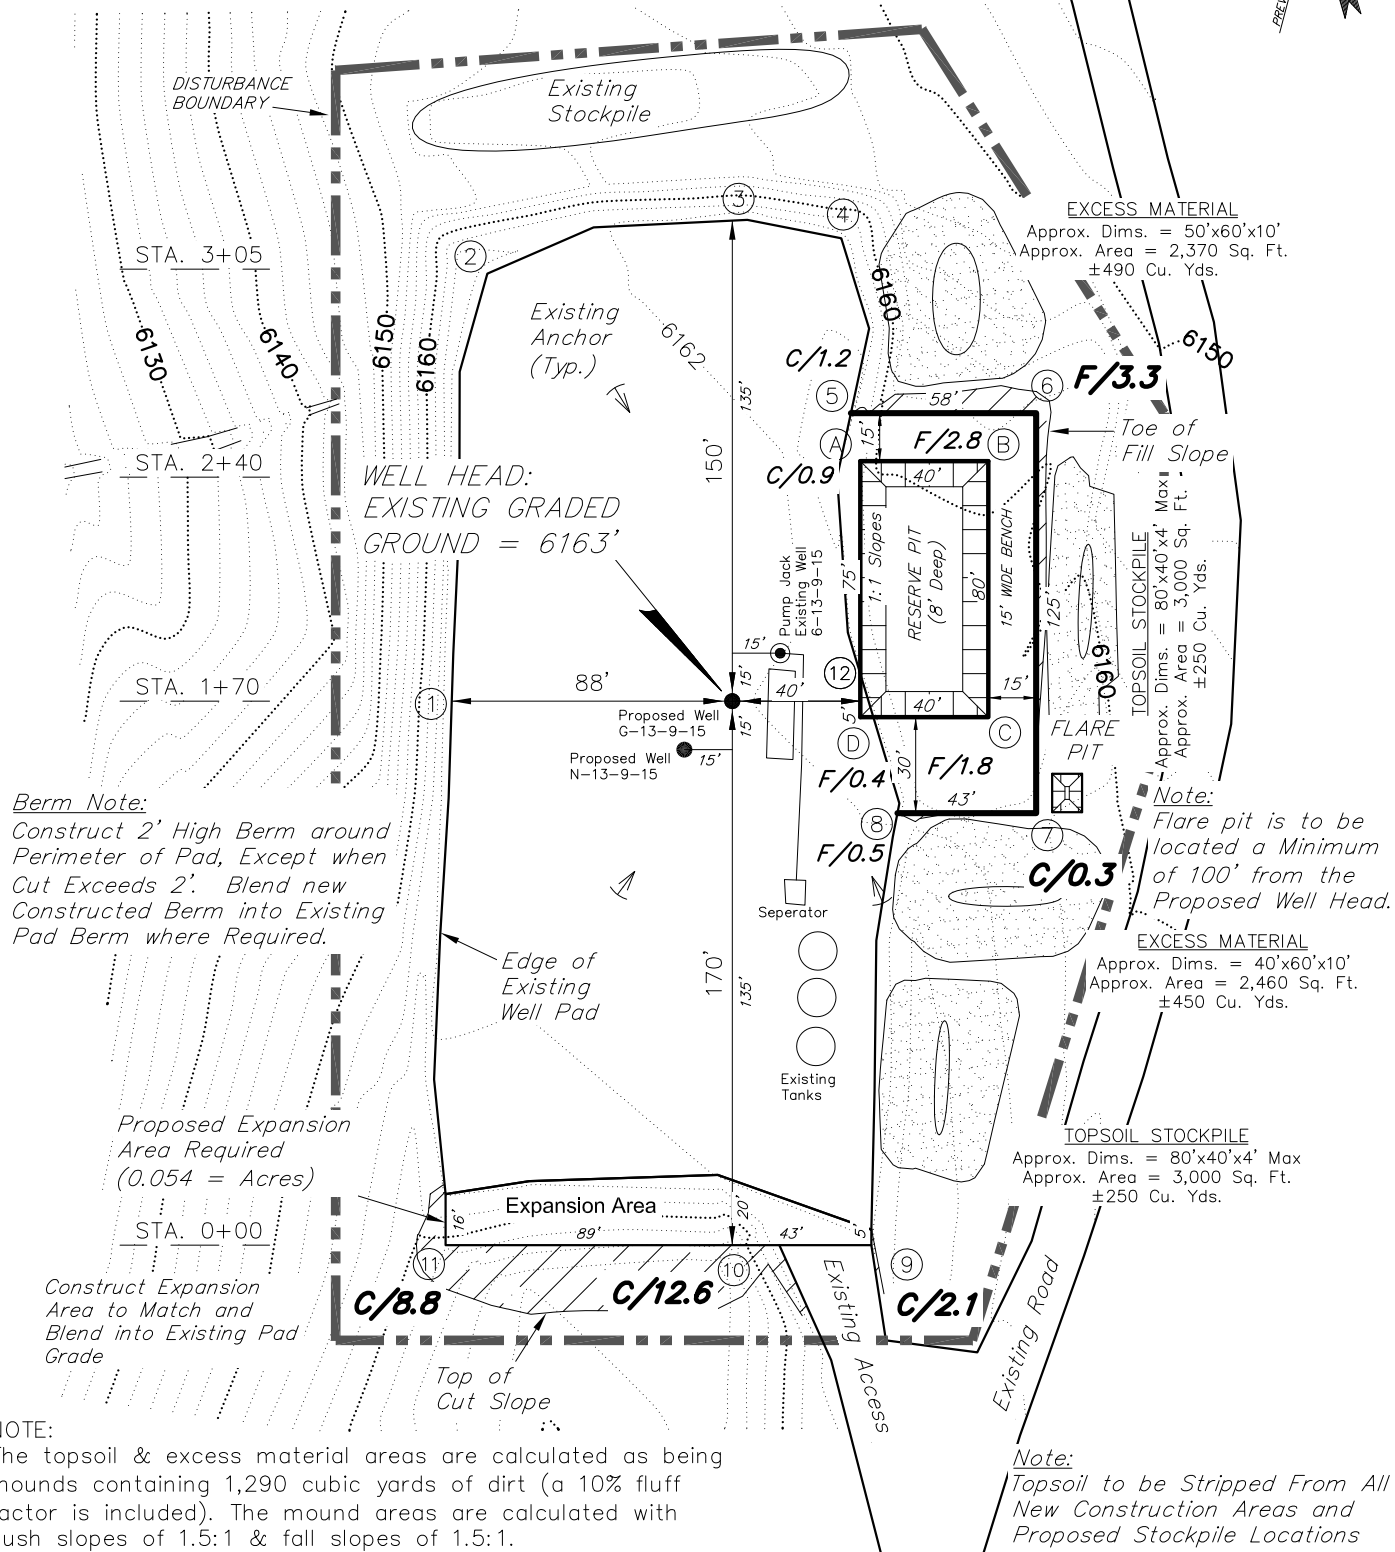 PREV
DISTURBANCE
BOUNDARY
Existing
Stockpile
3
4
2
EXCESS MATERIAL
Approx. Dims. = 50'x60'x10'
Approx. Area = 2,370 Sq. Ft.
±490 Cu. Yds.
STA. 3+05
6130
6140
6150
6160
Existing
Anchor
(Typ.)
6162
6160
6150
135'
150'
C/1.2
5
58'
6
F/3.3
Toe of
Fill Slope
A
15'
F/2.8
B
C/0.9
40'
STA. 2+40
WELL HEAD:
EXISTING GRADED
GROUND = 6163'
Pump Jack
Existing Well
6-13-9-15
75'
1:1 Slopes
RESERVE PIT
(8' Deep)
80'
15' WIDE BENCH
125'
6160
TOPSOIL STOCKPILE
Approx. Dims. = 80'x40'x4' Max
Approx. Area = 3,000 Sq. Ft.
±250 Cu. Yds.
STA. 1+70
1
88'
15'
15'
40'
12
5'
40'
15'
Proposed Well
G-13-9-15
15'
Proposed Well
N-13-9-15
15'
D
C
FLARE
PIT
F/0.4
30'
F/1.8
43'
8
7
F/0.5
C/0.3
Berm Note:
Construct 2' High Berm around
Perimeter of Pad, Except when
Cut Exceeds 2'. Blend new
Constructed Berm into Existing
Pad Berm where Required.
Note:
Flare pit is to be
located a Minimum
of 100' from the
Proposed Well Head.
Seperator
EXCESS MATERIAL
Approx. Dims. = 40'x60'x10'
Approx. Area = 2,460 Sq. Ft.
±450 Cu. Yds.
Edge of
Existing
Well Pad
170'
135'
Existing
Tanks
Proposed Expansion
Area Required
(0.054 = Acres)
TOPSOIL STOCKPILE
Approx. Dims. = 80'x40'x4' Max
Approx. Area = 3,000 Sq. Ft.
±250 Cu. Yds.
STA. 0+00
16'
Expansion Area
89'
20'
43'
5'
11
10
9
C/8.8
C/12.6
C/2.1
Construct Expansion
Area to Match and
Blend into Existing Pad
Grade
Top of
Cut Slope
Existing Access
Existing Road
NOTE:
The topsoil & excess material areas are calculated as being
mounds containing 1,290 cubic yards of dirt (a 10% fluff
factor is included). The mound areas are calculated with
push slopes of 1.5:1 & fall slopes of 1.5:1.
Note:
Topsoil to be Stripped From All
New Construction Areas and
Proposed Stockpile Locations